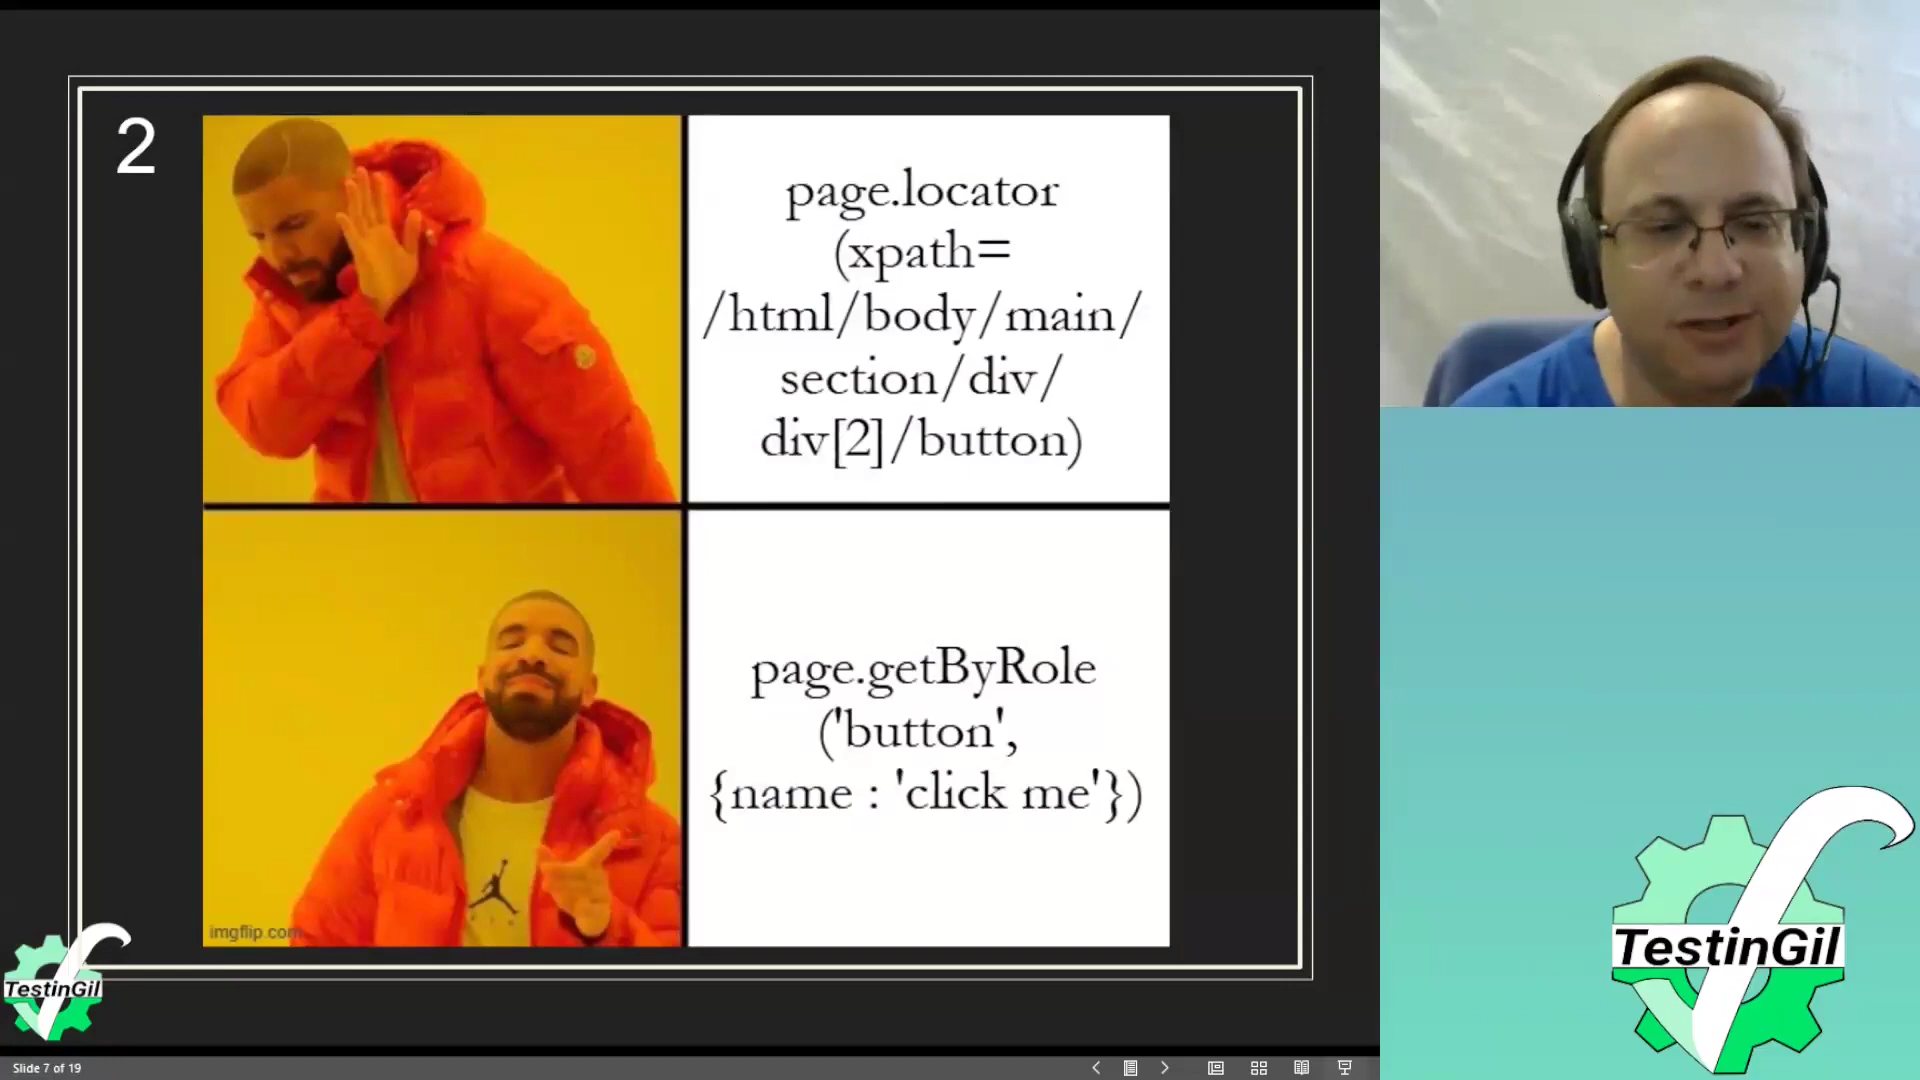 2
page.locator
(xpath=
/html/body/main/
section/div/
div[2]/button)
page.getByRole
('button',
{name : 'click me'})
imgflip.com
TestinGil
TestinGil
Slide 7 of 19